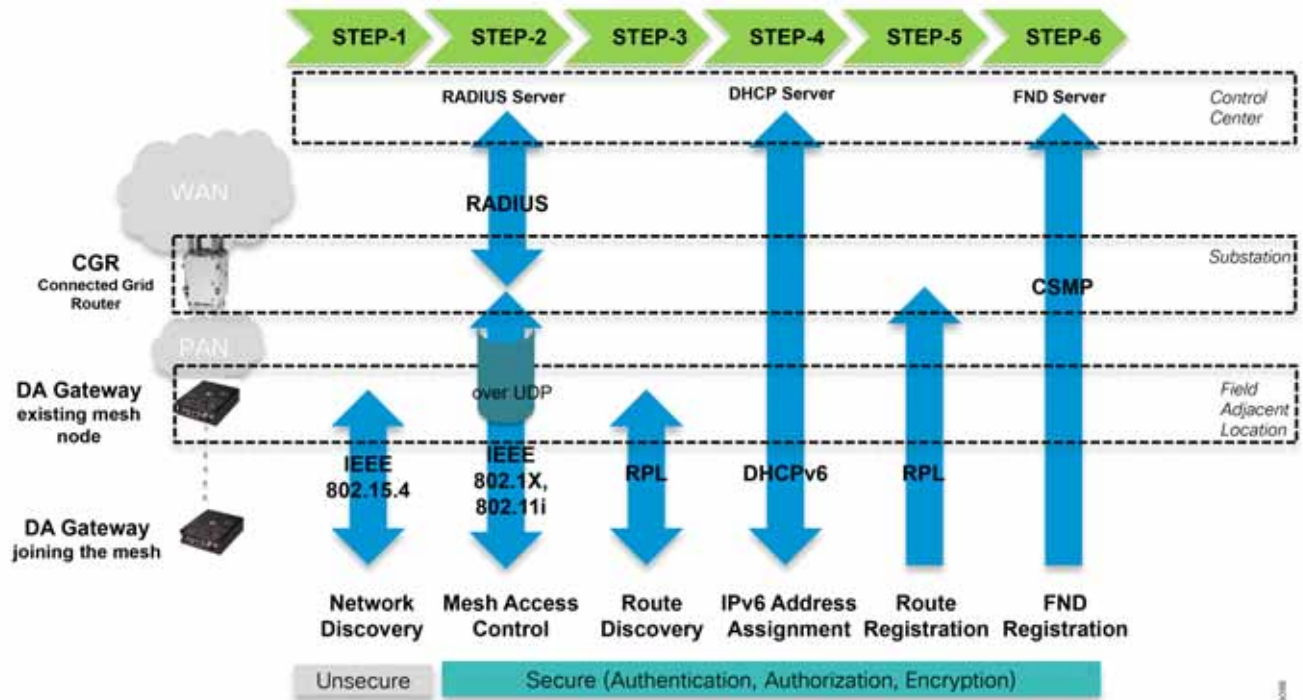 STEP-1 STEP-2 STEP-3 STEP-4 STEP-5 STEP-6
RADIUS Server
DHCP Server
FND Server
Control
Center
WAN
RADIUS
CGR
Connected Grid
Router
Substation
CSMP
PAN
DA Gateway
existing mesh
node
over UDP
Field
Adjacent
Location
IEEE
802.15.4
IEEE
802.1X,
802.11i
RPL
DHCPv6
RPL
DA Gateway
joining the mesh
Network
Discovery
Mesh Access
Control
Route
Discovery
IPv6 Address
Assignment
Route
Registration
FND
Registration
Unsecure
Secure (Authentication, Authorization, Encryption)